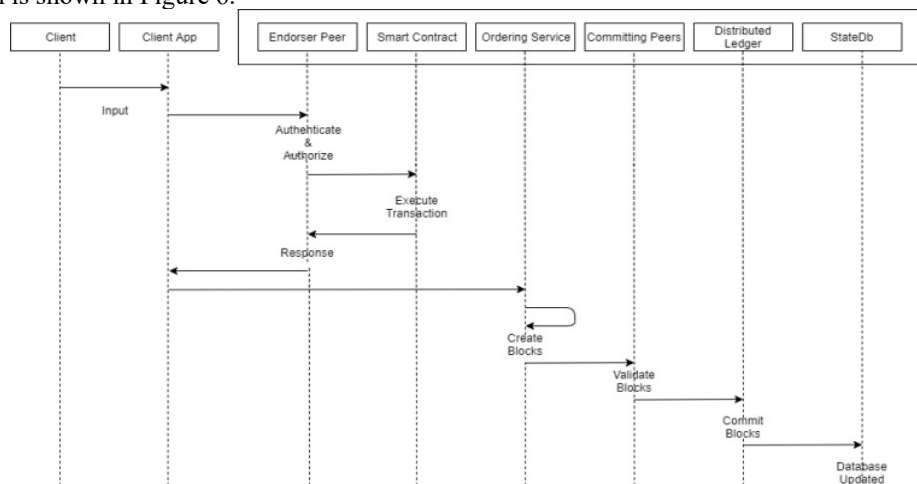 is shown in Figure 6.
Client
Client App
Endorser Peer
Smart Contract
Ordering Service
Committing Peers
Distributed
Ledger
StateDb
Input
Authenticate
&
Authorize
Execute
Transaction
Response
Create
Blocks
Validate
Blocks
Commit
Blocks
Database
Updated